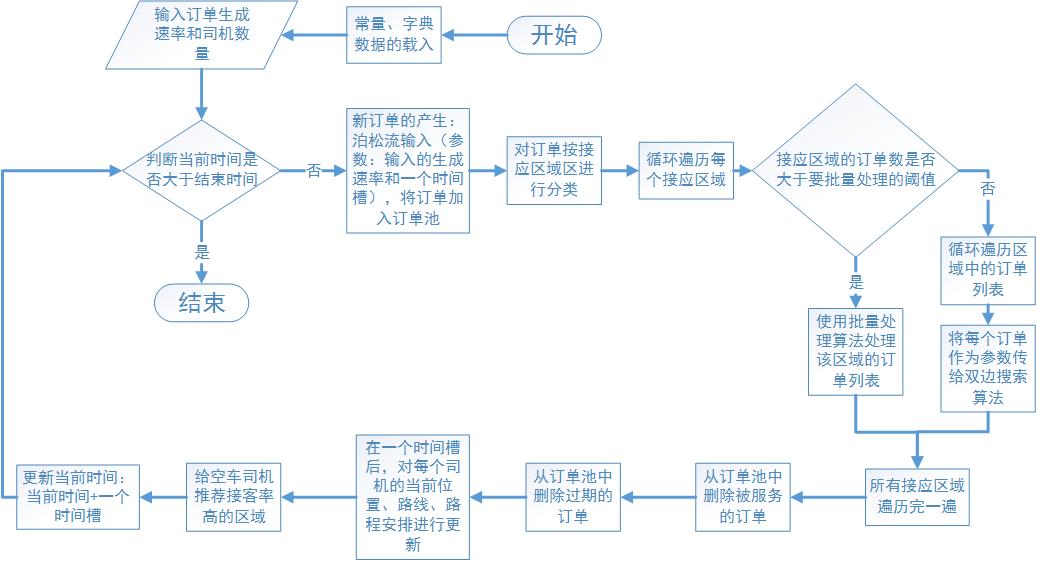 开始
常量、字典
数据的载入
输入订单生成
速率和司机数
量
判断当前时间是
否大于结束时间
是
结束
否
新订单的产生：
泊松流输入（参
数：输入的生成
速率和一个时间
槽），将订单加
入订单池
对订单按接
应区域区进
行分类
循环遍历每
个接应区域
接应区域的订单数是否
大于要批量处理的阈值
是
使用批量处
理算法处理
该区域的订
单列表
否
循环遍历区
域中的订单
列表
将每个订单
作为参数传
给双边搜索
算法
所有接应区域
遍历完一遍
从订单池中
删除被服务
的订单
从订单池中
删除过期的
订单
在一个时间槽
后，对每个司
机的当前位
置、路线、路
程安排进行更
新
给空车司机
推荐接客率
高的区域
更新当前时间：
当前时间+一个
时间槽